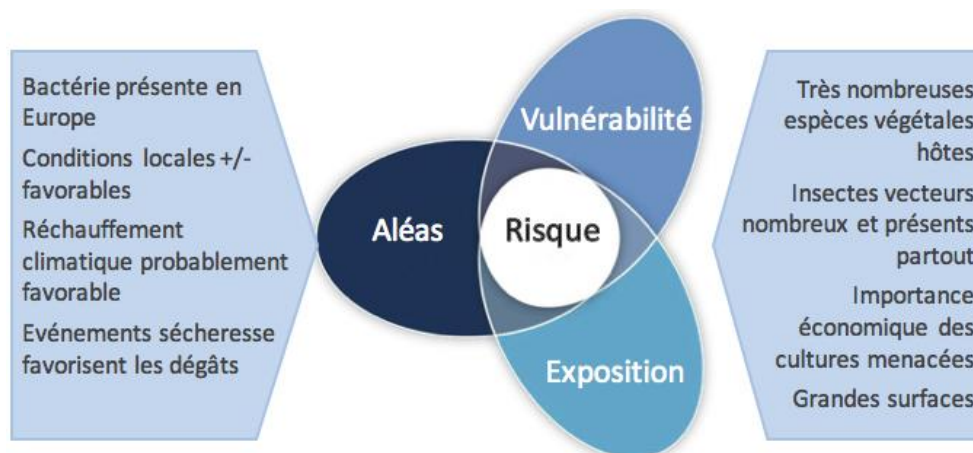 Bactérie présente en
Europe
Conditions locales +/-
favorables
Réchauffement
climatique probablement
favorable
Evénements sécheresse
favorisent les dégâts
Vulnérabilité
Aléas
Risque
Exposition
Très nombreuses
espèces végétales
hôtes
Insectes vecteurs
nombreux et présents
partout
Importance
économique des
cultures menacées
Grandes surfaces